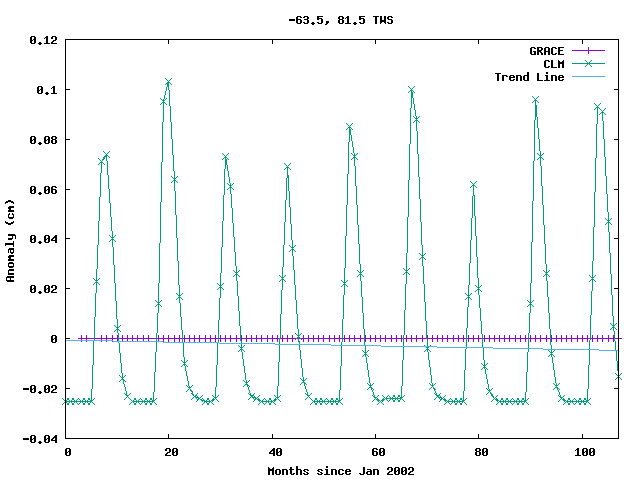 -63.5, 81.5 TWS
GRACE
CLM
Trend Line
0.12
0.1
0.08
0.06
0.04
0.02
0
-0.02
-0.04
Anomaly (cm)
0 20 40 60 80 100
Months since Jan 2002